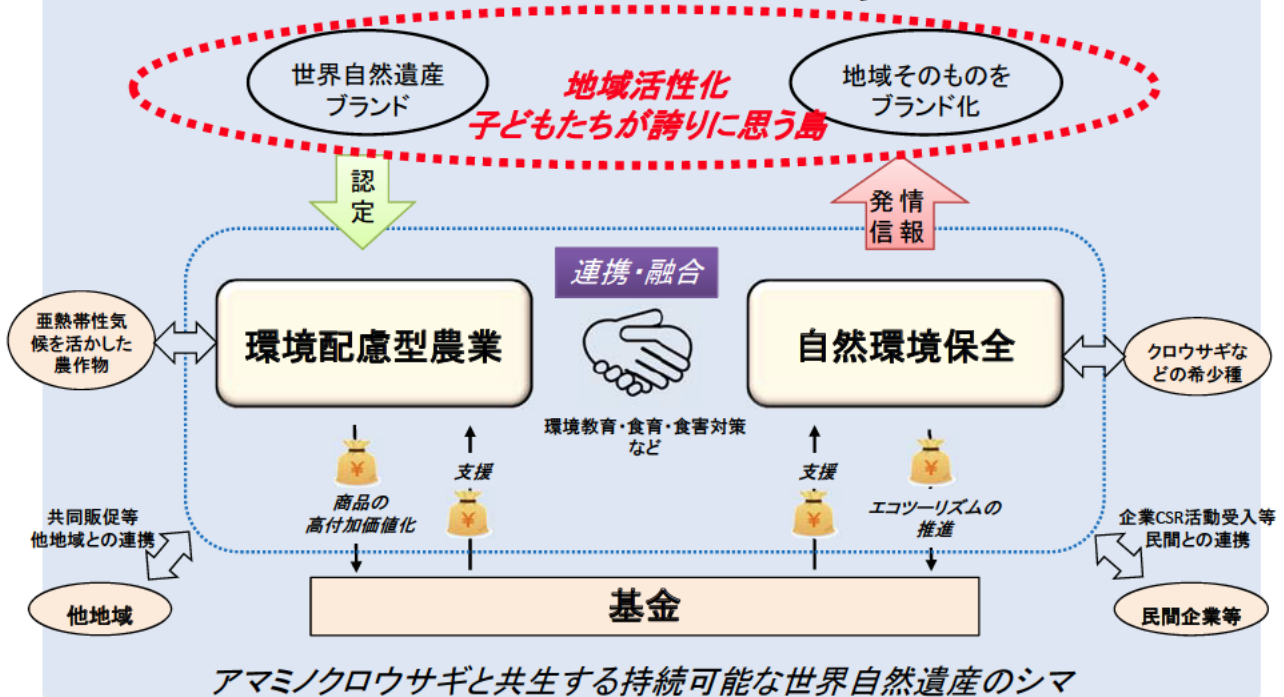 世界自然遺産
ブランド
地域活性化
子どもたちが誇りに思う島
地域そのものを
ブランド化
認
定
発 情
信 報
連携・融合
亜熱帯性気
候を活かした
農作物
環境配慮型農業
自然環境保全
クロウサギな
どの希少種
環境教育・食育・食害対策
など
¥
商品の
高付加価値化
支援
¥
支援
¥
¥
エコツーリズムの
推進
共同販促等
他地域との連携
企業CSR活動受入等
民間との連携
他地域
基金
民間企業等
アマミノクロウサギと共生する持続可能な世界自然遺産のシマ